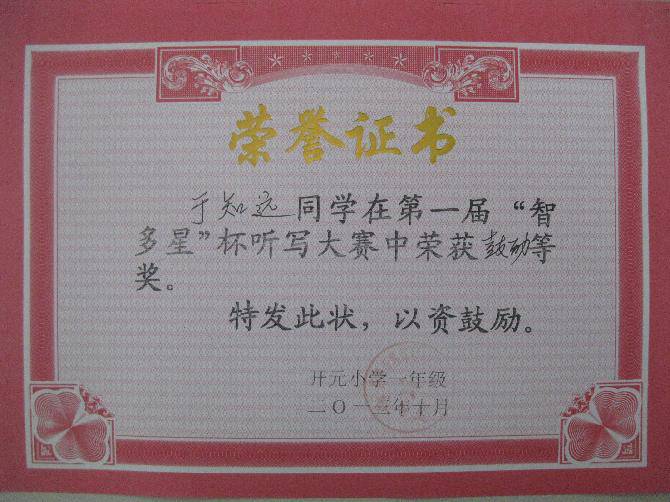 荣誉证书
于知远同学在第一届“智
多星”杯听写大赛中荣获鼓励等
奖。
特发此状，以资鼓励。
开元小学一年级
二〇一三年十月